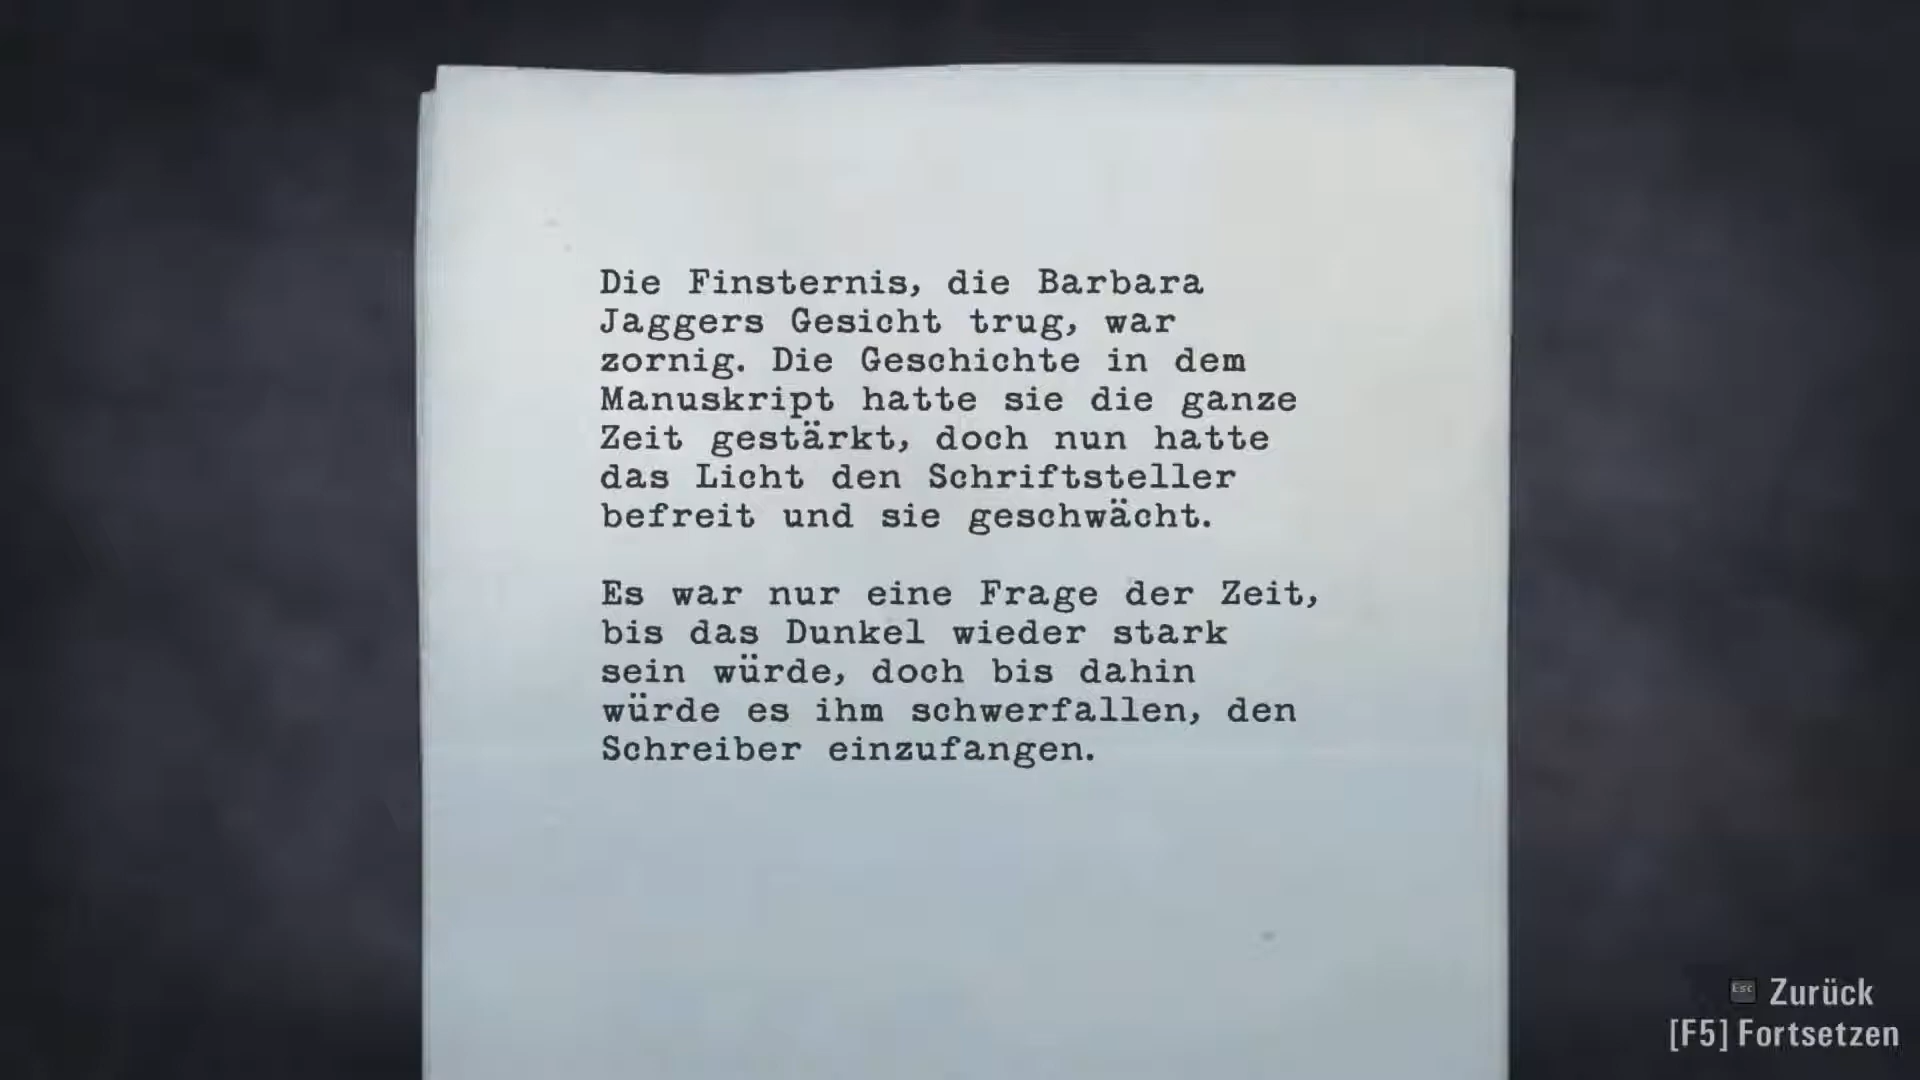 Die Finsternis, die Barbara
Jaggers Gesicht trug, war
zornig. Die Geschichte in dem
Manuskript hatte sie die ganze
Zeit gestärkt, doch nun hatte
das Licht den Schriftsteller
befreit und sie geschwächt.
Es war nur eine Frage der Zeit,
bis das Dunkel wieder stark
sein würde, doch bis dahin
würde es ihm schwerfallen, den
Schreiber einzufangen.
Esc Zurück
[F5] Fortsetzen